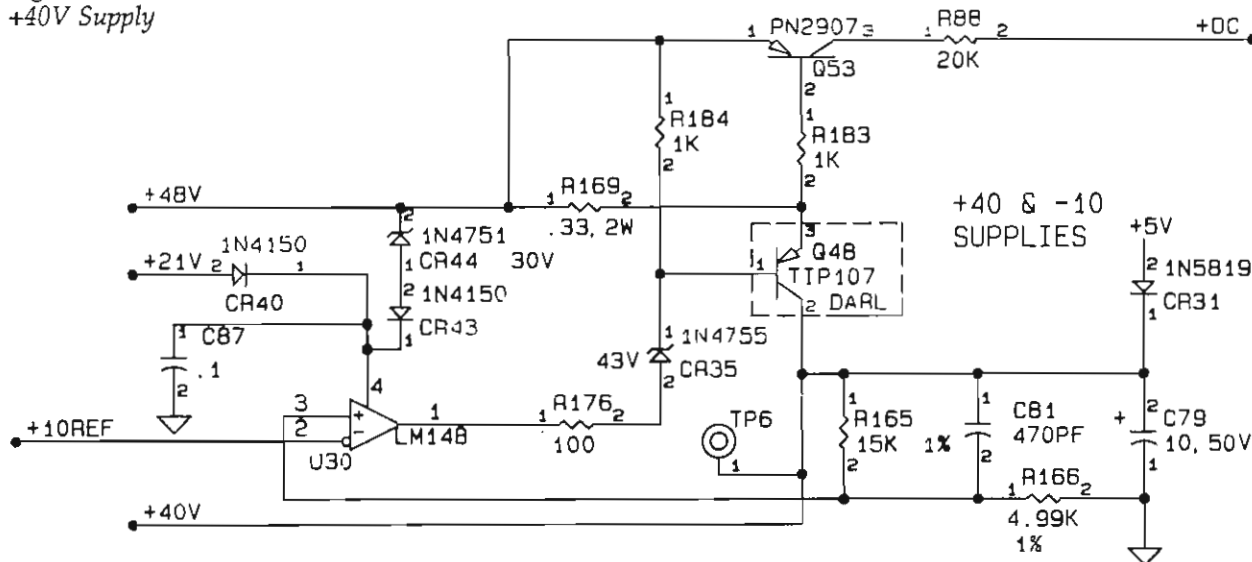 +40V Supply
1 PN2907 3
Q53
2
1 R88 2
20K
+DC
1
R184
1K
2
1
R183
1K
2
+48V
1 R169 2
.33, 2W
2
1N4751
CR44 30V
1
+21V 2 1N4150 1
CR40
2
1N4150
CR43
1
1 C87
.1
2
3
Q48
1
TIP107
DARL
2
+40 & -10
SUPPLIES
+5V
2
1N5819
CR31
1
1
1N4755
43V
CR35
2
4
3
+
2
-
1
LM148
U30
+10REF
1 R176 2
100
TP6
1
1
R165
15K
1%
2
1
C81
470PF
2
+
2
C79
10, 50V
1
1 R166 2
4.99K
1%
+40V